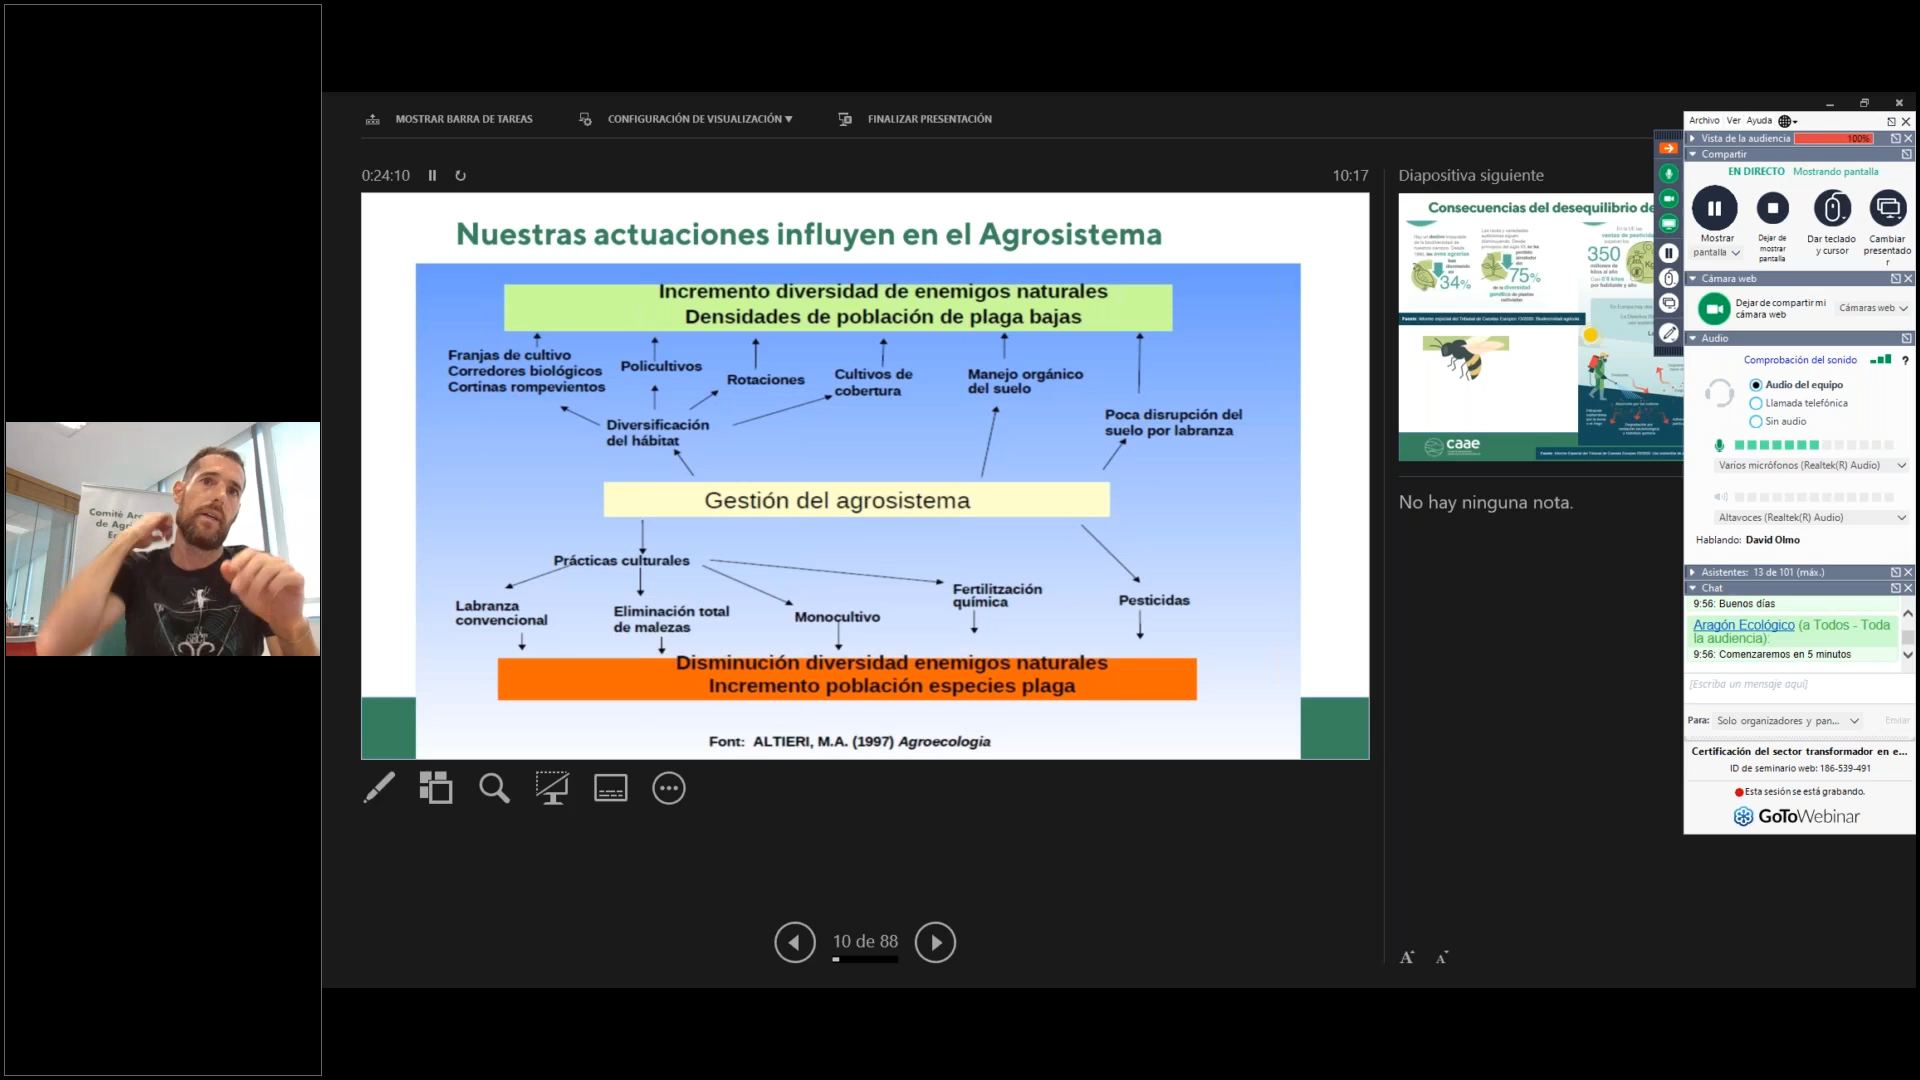 MOSTRAR BARRA DE TAREAS
CONFIGURACIÓN DE VISUALIZACIÓN ▼
FINALIZAR PRESENTACIÓN
0:24:10
10:17
Nuestras actuaciones influyen en el Agrosistema
Incremento diversidad de enemigos naturales
Densidades de población de plaga bajas
Franjas de cultivo
Corredores biológicos
Cortinas rompevientos
Policultivos
Rotaciones
Cultivos de
cobertura
Manejo orgánico
del suelo
Poca disrupción del
suelo por labranza
Diversificación
del hábitat
Gestión del agrosistema
Prácticas culturales
Labranza
convencional
Eliminación total
de malezas
Monocultivo
Fertilización
química
Pesticidas
Disminución diversidad enemigos naturales
Incremento población especies plaga
Font: ALTIERI, M.A. (1997) Agroecologia
10 de 88
Diapositiva siguiente
Consecuencias del desequilibrio de
34%
75%
350
caae
No hay ninguna nota.
Comité
de
Archivo Ver Ayuda
Vista de la audiencia 100%
Compartir
EN DIRECTO Mostrando pantalla
Mostrar
pantalla
Dejar de
mostrar
pantalla
Dar teclado
y cursor
Cambiar
presentado
r
Cámara web
Dejar de compartir mi
cámara web
Cámaras web
Audio
Comprobación del sonido ?
Audio del equipo
Llamada telefónica
Sin audio
Varios micrófonos (Realtek(R) Audio)
Altavoces (Realtek(R) Audio)
Hablando: David Olmo
Asistentes: 13 de 101 (máx.)
Chat
9:56: Buenos días
Aragón Ecológico (a Todos - Toda
la audiencia):
9:56: Comenzaremos en 5 minutos
[Escriba un mensaje aquí]
Para: Solo organizadores y pan... Enviar
Certificación del sector transformador en e...
ID de seminario web: 186-539-491
Esta sesión se está grabando.
GoToWebinar